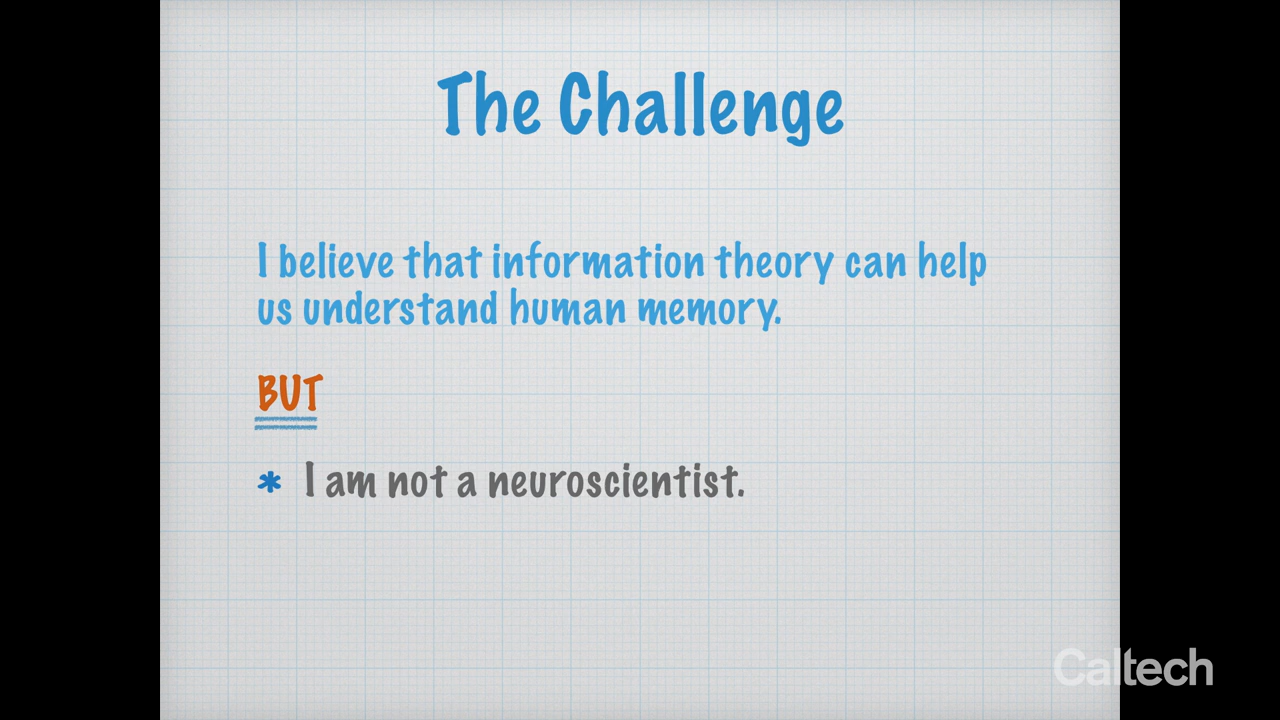 The Challenge
I believe that information theory can help
us understand human memory.
BUT
* I am not a neuroscientist.
Caltech